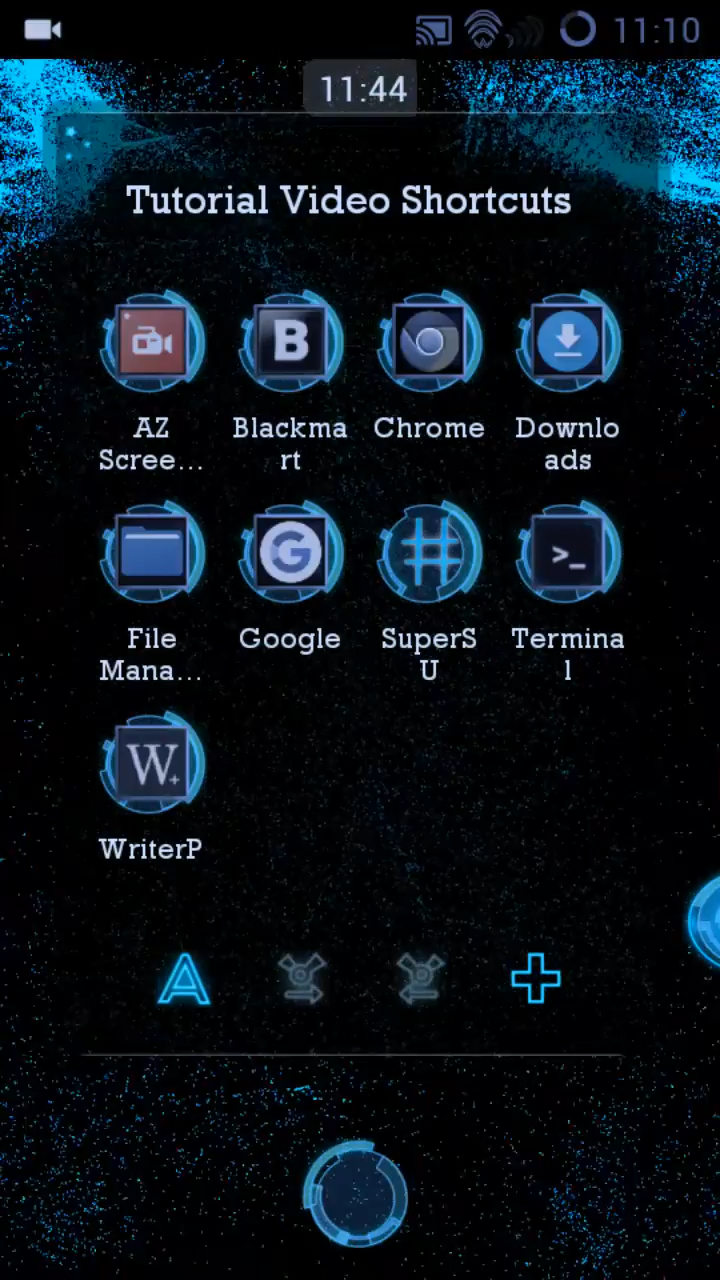 11:10
11:44
Tutorial Video Shortcuts
B
AZ
Scree...
Blackma
rt
Chrome
Downlo
ads
G
>_
File
Mana...
Google
SuperS
U
Termina
l
W+
WriterP
A